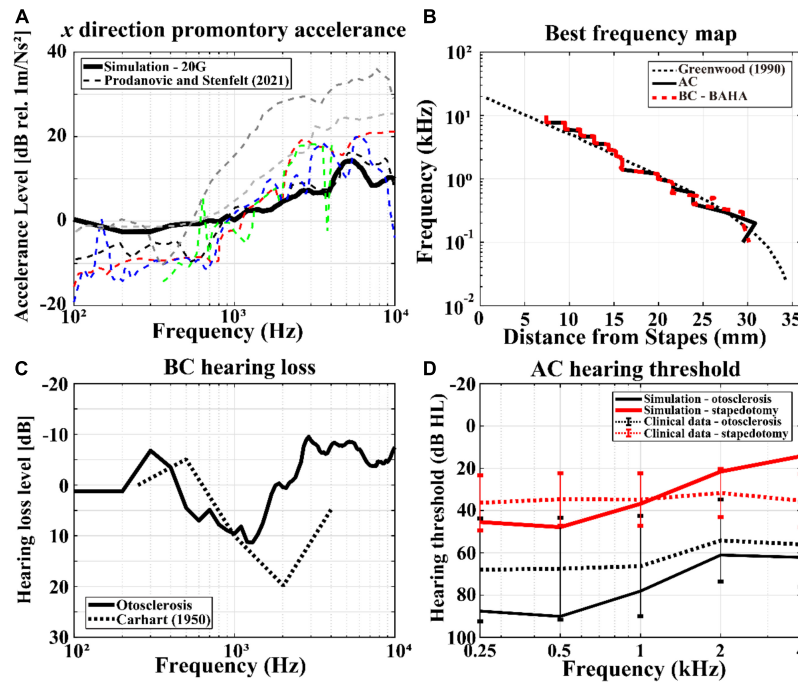 A
x direction promontory accelerance
Accelerance Level [dB rel. 1m/Ns²]
40
20
0
-20
Simulation - 20G
Prodanovic and Stenfelt (2021)
10²
10³
10⁴
Frequency (Hz)
B
Best frequency map
Frequency (kHz)
10²
10¹
10⁰
10⁻¹
10⁻²
Greenwood (1990)
AC
BC - BAHA
0 5 10 15 20 25 30 35
Distance from Stapes (mm)
C
BC hearing loss
Hearing loss level [dB]
-20
-10
0
10
20
30
Otosclerosis
Carhart (1950)
10²
10³
10⁴
Frequency (Hz)
D
AC hearing threshold
Hearing threshold (dB HL)
-20
0
20
40
60
80
100
Simulation - otosclerosis
Simulation - stapedotomy
Clinical data - otosclerosis
Clinical data - stapedotomy
0.25 0.5 1 2
Frequency (kHz)